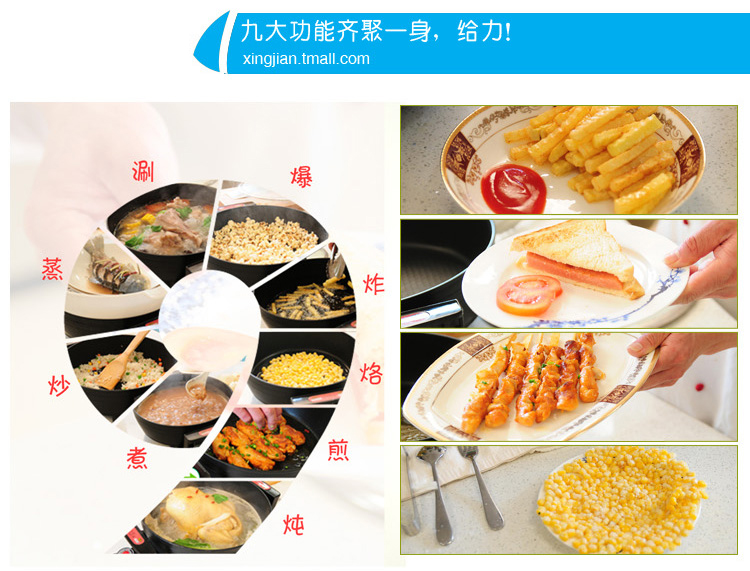 九大功能齐聚一身，给力!
xingjian.tmall.com
涮
爆
蒸
炸
炒
烙
煮
煎
炖